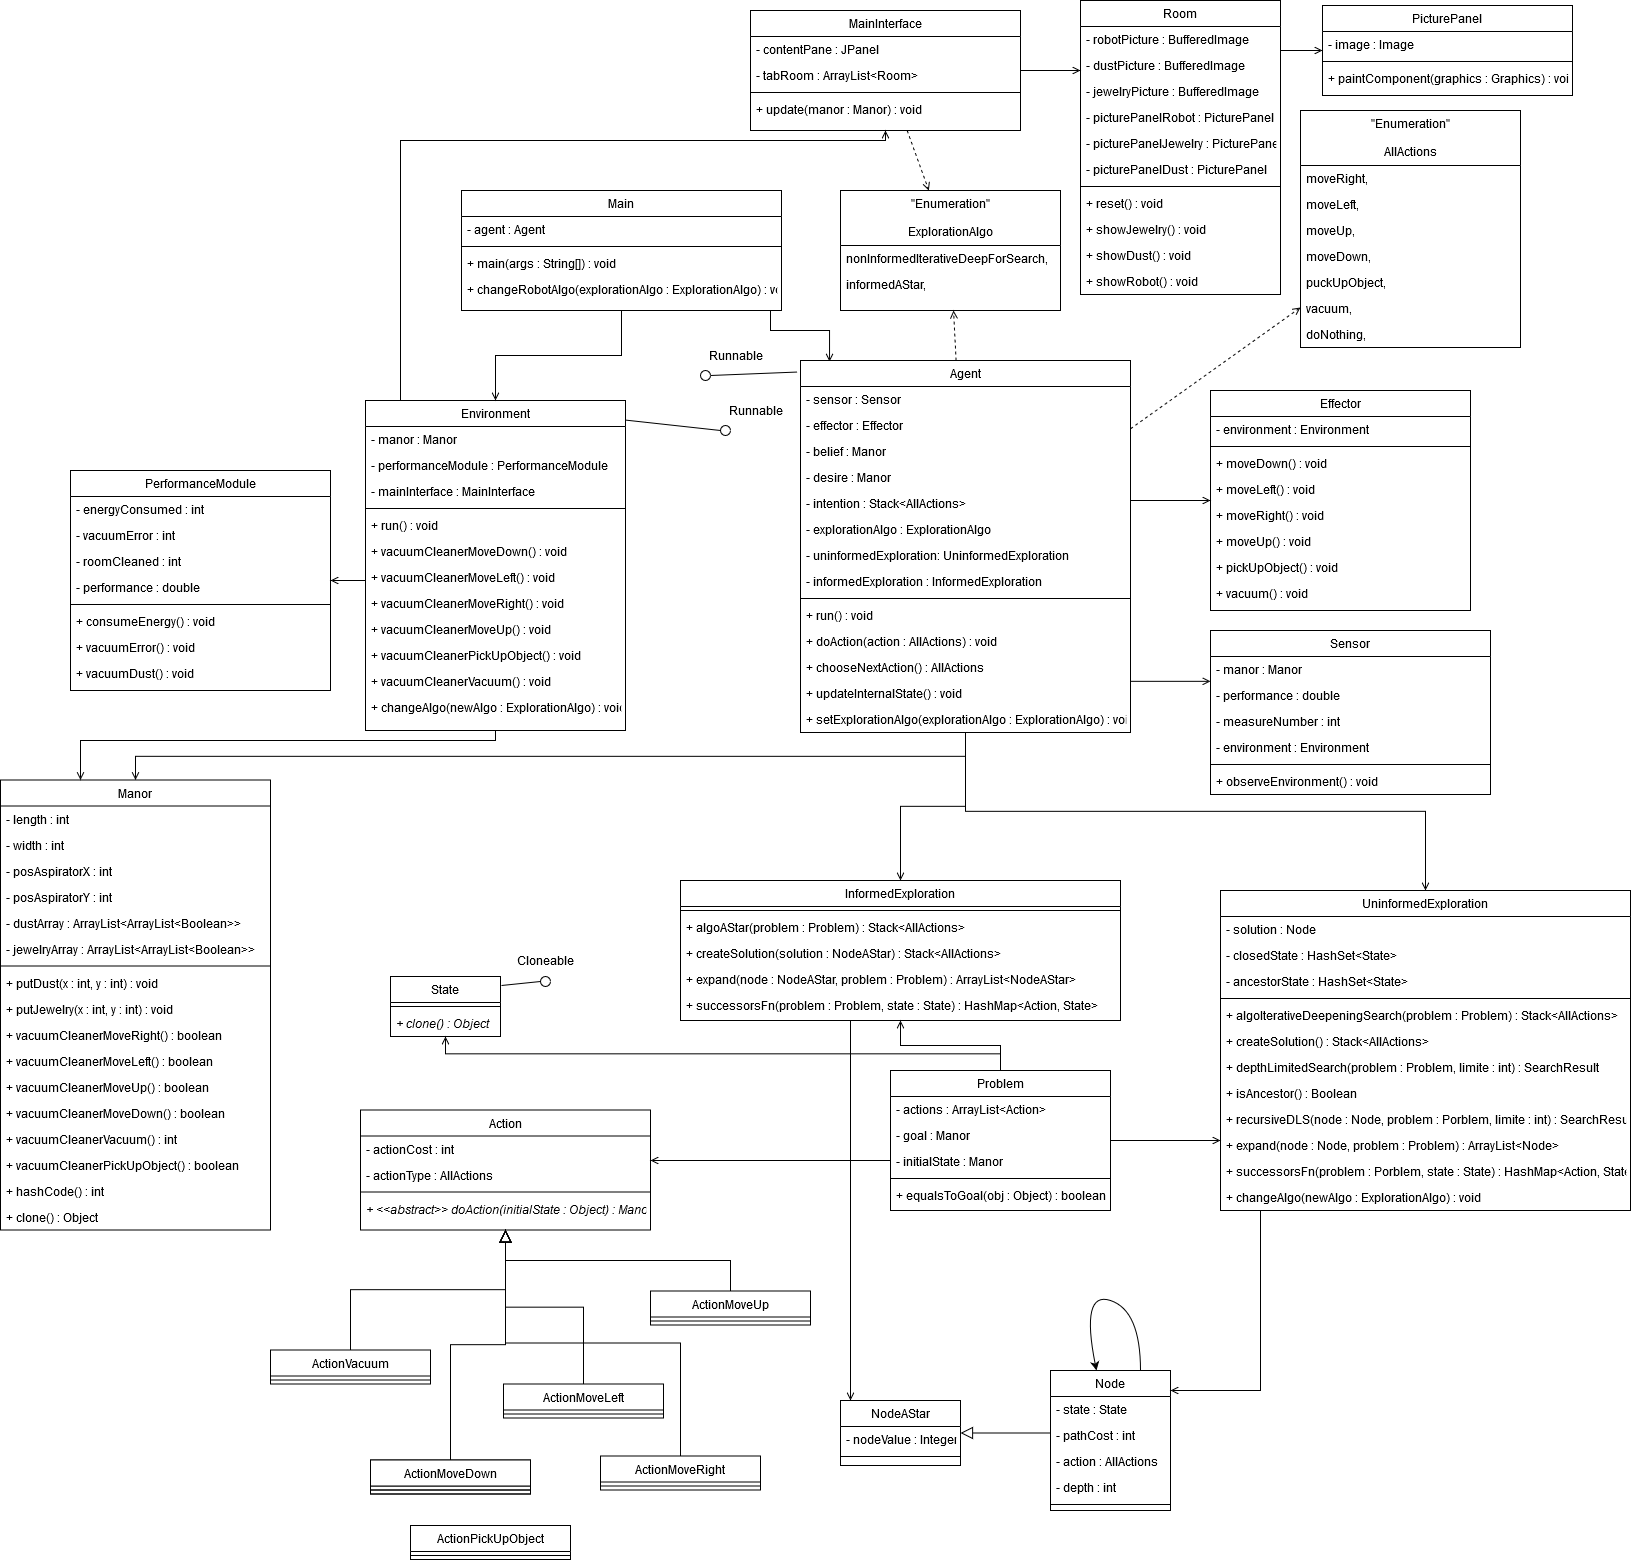 MainInterface
- contentPane : JPanel
- tabRoom : ArrayList<Room>
+ update(manor : Manor) : void
Room
- robotPicture : BufferedImage
- dustPicture : BufferedImage
- jewelryPicture : BufferedImage
- picturePanelRobot : PicturePanel
- picturePanelJewelry : PicturePane
- picturePanelDust : PicturePanel
+ reset() : void
+ showJewelry() : void
+ showDust() : void
+ showRobot() : void
PicturePanel
- image : Image
+ paintComponent(graphics : Graphics) : voi
"Enumeration"
AllActions
moveRight,
moveLeft,
moveUp,
moveDown,
puckUpObject,
vacuum,
doNothing,
Main
- agent : Agent
+ main(args : String[]) : void
+ changeRobotAlgo(explorationAlgo : ExplorationAlgo) : v
"Enumeration"
ExplorationAlgo
nonInformedIterativeDeepForSearch,
informedAStar,
Runnable
Runnable
Agent
- sensor : Sensor
- effector : Effector
- belief : Manor
- desire : Manor
- intention : Stack<AllActions>
- explorationAlgo : ExplorationAlgo
- uninformedExploration: UninformedExploration
- informedExploration : InformedExploration
+ run() : void
+ doAction(action : AllActions) : void
+ chooseNextAction() : AllActions
+ updateInternalState() : void
+ setExplorationAlgo(explorationAlgo : ExplorationAlgo) : voi
Environment
- manor : Manor
- performanceModule : PerformanceModule
- mainInterface : MainInterface
+ run() : void
+ vacuumCleanerMoveDown() : void
+ vacuumCleanerMoveLeft() : void
+ vacuumCleanerMoveRight() : void
+ vacuumCleanerMoveUp() : void
+ vacuumCleanerPickUpObject() : void
+ vacuumCleanerVacuum() : void
+ changeAlgo(newAlgo : ExplorationAlgo) : voi
Effector
- environment : Environment
+ moveDown() : void
+ moveLeft() : void
+ moveRight() : void
+ moveUp() : void
+ pickUpObject() : void
+ vacuum() : void
PerformanceModule
- energyConsumed : int
- vacuumError : int
- roomCleaned : int
- performance : double
+ consumeEnergy() : void
+ vacuumError() : void
+ vacuumDust() : void
Sensor
- manor : Manor
- performance : double
- measureNumber : int
- environment : Environment
+ observeEnvironment() : void
Manor
- length : int
- width : int
- posAspiratorX : int
- posAspiratorY : int
- dustArray : ArrayList<ArrayList<Boolean>>
- jewelryArray : ArrayList<ArrayList<Boolean>>
+ putDust(x : int, y : int) : void
+ putJewelry(x : int, y : int) : void
+ vacuumCleanerMoveRight() : boolean
+ vacuumCleanerMoveLeft() : boolean
+ vacuumCleanerMoveUp() : boolean
+ vacuumCleanerMoveDown() : boolean
+ vacuumCleanerVacuum() : int
+ vacuumCleanerPickUpObject() : boolean
+ hashCode() : int
+ clone() : Object
InformedExploration
+ algoAStar(problem : Problem) : Stack<AllActions>
+ createSolution(solution : NodeAStar) : Stack<AllActions>
+ expand(node : NodeAStar, problem : Problem) : ArrayList<NodeAStar>
+ successorsFn(problem : Problem, state : State) : HashMap<Action, State>
UninformedExploration
- solution : Node
- closedState : HashSet<State>
- ancestorState : HashSet<State>
+ algoIterativeDeepeningSearch(problem : Problem) : Stack<AllActions>
+ createSolution() : Stack<AllActions>
+ depthLimitedSearch(problem : Problem, limite : int) : SearchResult
+ isAncestor() : Boolean
+ recursiveDLS(node : Node, problem : Porblem, limite : int) : SearchResu
+ expand(node : Node, problem : Problem) : ArrayList<Node>
+ successorsFn(problem : Porblem, state : State) : HashMap<Action, State
+ changeAlgo(newAlgo : ExplorationAlgo) : void
Cloneable
State
+ clone() : Object
Problem
- actions : ArrayList<Action>
- goal : Manor
- initialState : Manor
+ equalsToGoal(obj : Object) : boolean
Action
- actionCost : int
- actionType : AllActions
+ <<abstract>> doAction(initialState : Object) : Mano
ActionMoveUp
ActionVacuum
ActionMoveLeft
ActionMoveDown
ActionMoveRight
ActionPickUpObject
NodeAStar
- nodeValue : Integer
Node
- state : State
- pathCost : int
- action : AllActions
- depth : int